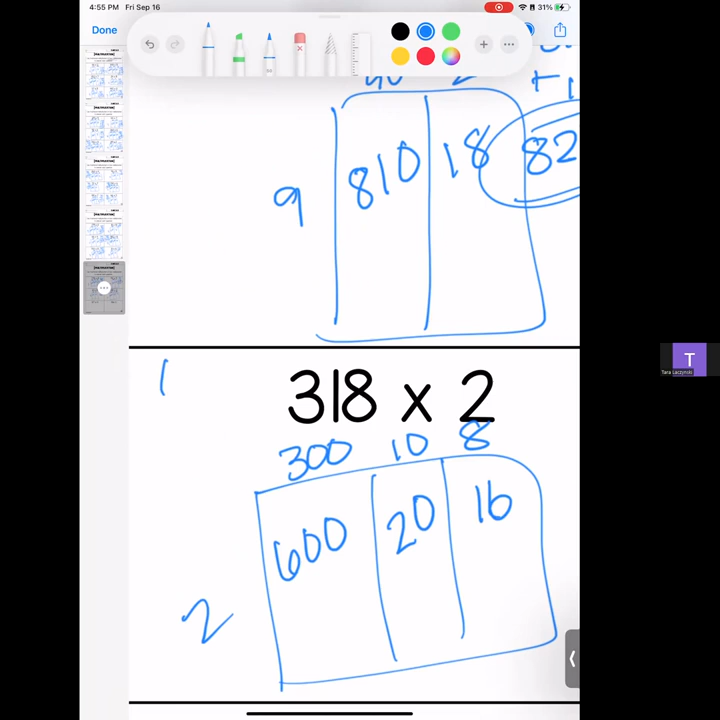 4:55 PM Fri Sep 16
31%
Done
9 810 18 82
318 x 2
300 10 8
600 20 16
2
T
Tara Laczynski